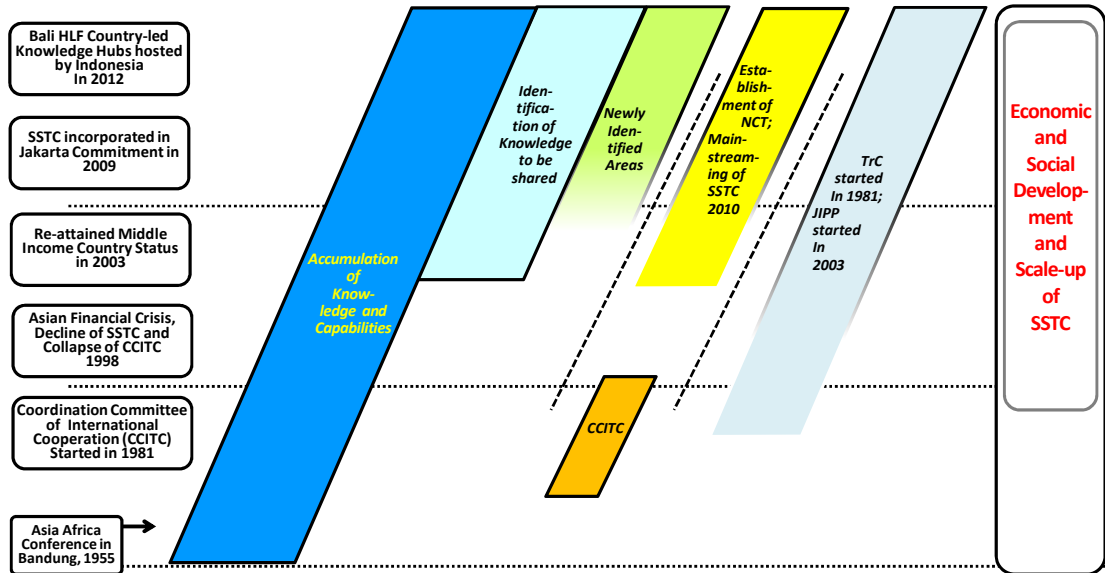 Bali HLF Country-led
Knowledge Hubs hosted
by Indonesia
In 2012
SSTC incorporated in
Jakarta Commitment in
2009
Re-attained Middle
Income Country Status
in 2003
Asian Financial Crisis,
Decline of SSTC and
Collapse of CCITC
1998
Coordination Committee
of International
Cooperation (CCITC)
Started in 1981
Asia Africa
Conference in
Bandung, 1955
Accumulation
of
Know-
ledge and
Capabilities
Iden-
tifica-
tion of
Knowledge
to be
shared
Newly
Iden-
tified
Areas
CCITC
Esta-
blish-
ment of
NCT;
Main-
stream-
ing of
SSTC
2010
TrC
started
In 1981;
JIPP
started
In
2003
Economic
and
Social
Develop-
ment
and
Scale-up
of
SSTC